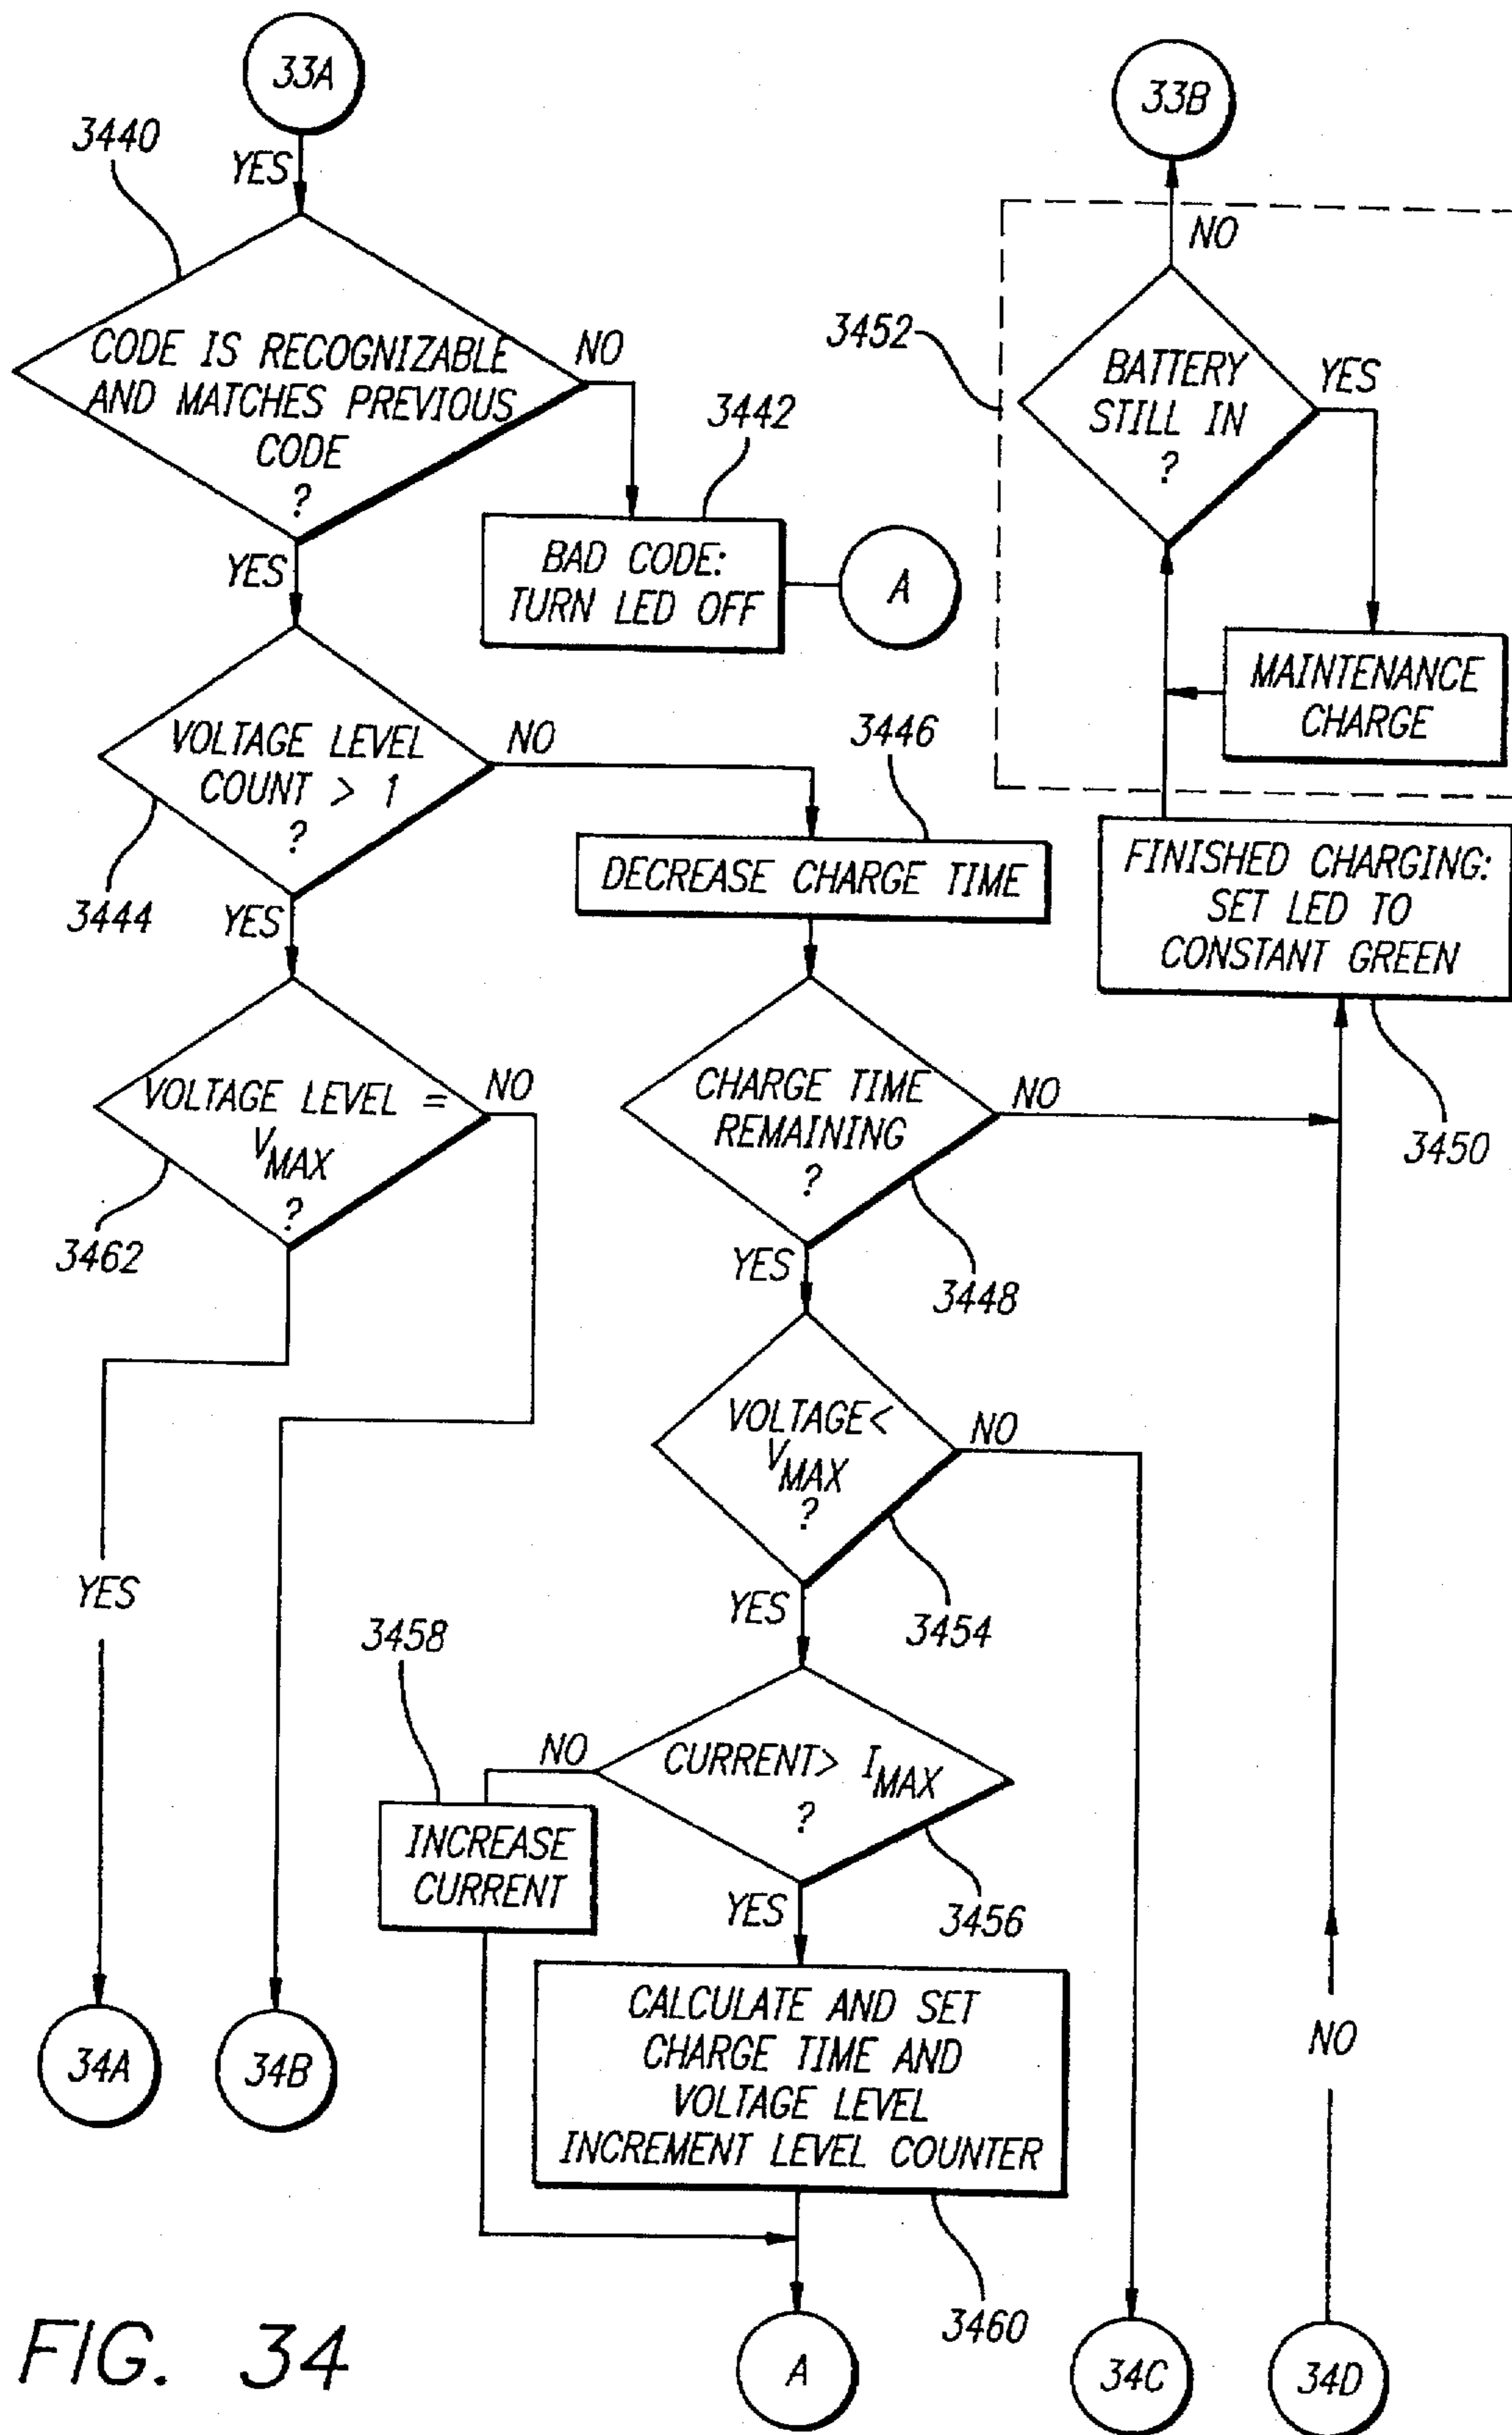 33A
3440
YES
CODE IS RECOGNIZABLE
AND MATCHES PREVIOUS
CODE
?
NO
3442
BAD CODE:
TURN LED OFF
A
YES
VOLTAGE LEVEL
COUNT > 1
?
3444
NO
3446
DECREASE CHARGE TIME
YES
VOLTAGE LEVEL =
VMAX
?
3462
NO
CHARGE TIME
REMAINING
?
NO
3448
YES
VOLTAGE<
VMAX
?
NO
3454
YES
YES
3458
NO
CURRENT> IMAX
?
INCREASE
CURRENT
YES
3456
CALCULATE AND SET
CHARGE TIME AND
VOLTAGE LEVEL
INCREMENT LEVEL COUNTER
3460
34A
34B
A
34C
34D
NO
33B
NO
3452
BATTERY
STILL IN
?
YES
MAINTENANCE
CHARGE
FINISHED CHARGING:
SET LED TO
CONSTANT GREEN
3450
FIG. 34